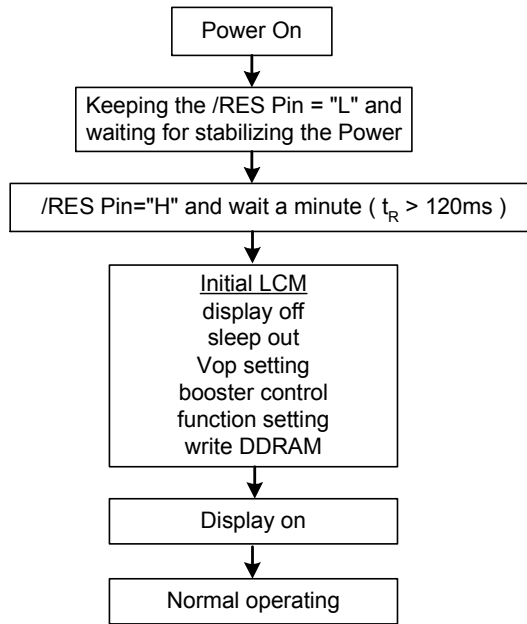 Power On
Keeping the /RES Pin = "L" and
waiting for stabilizing the Power
/RES Pin="H" and wait a minute ( tR > 120ms )
Initial LCM
display off
sleep out
Vop setting
booster control
function setting
write DDRAM
Display on
Normal operating